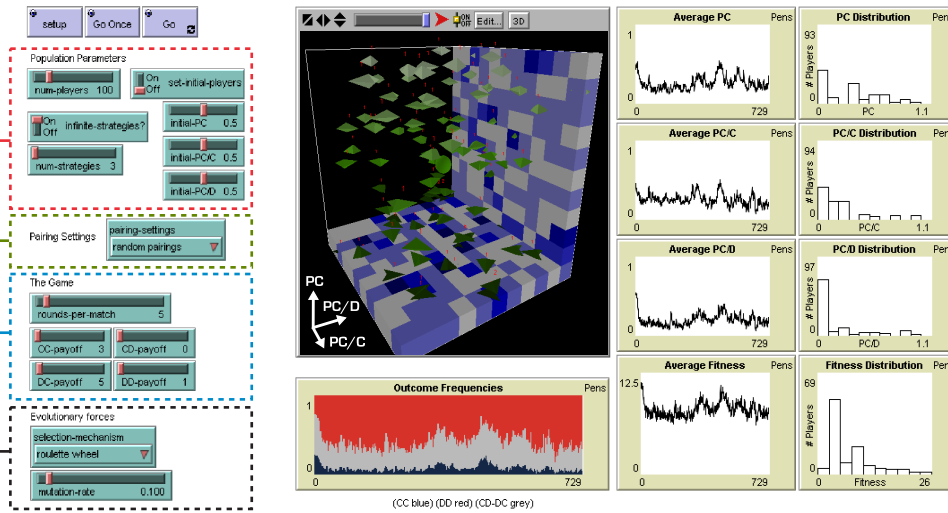 setup
Go Once
Go
Population Parameters
num-players 100
On
Off
set-initial-players
On
Off
infinite-strategies?
num-strategies 3
initial-PC 0.5
initial-PC/C 0.5
initial-PC/D 0.5
Pairing Settings
pairing-settings
random pairings
The Game
rounds-per-match 5
CC-payoff 3
CD-payoff 0
DC-payoff 5
DD-payoff 1
Evolutionary forces
selection-mechanism
roulette wheel
mutation-rate 0.100
ON
OFF
Edit...
3D
PC
PC/D
PC/C
Outcome Frequencies
Pens
1
0
0
729
(CC blue) (DD red) (CD-DC grey)
Average PC
Pens
1
0
0
729
PC Distribution
Pens
93
# Players
0
PC
1.1
Average PC/C
Pens
1
0
0
729
PC/C Distribution
Pens
94
# Players
0
PC/C
1.1
Average PC/D
Pens
1
0
0
729
PC/D Distribution
Pens
97
# Players
0
PC/D
1.1
Average Fitness
Pens
12.5
0
0
729
Fitness Distribution
Pens
69
# Players
0
Fitness
26